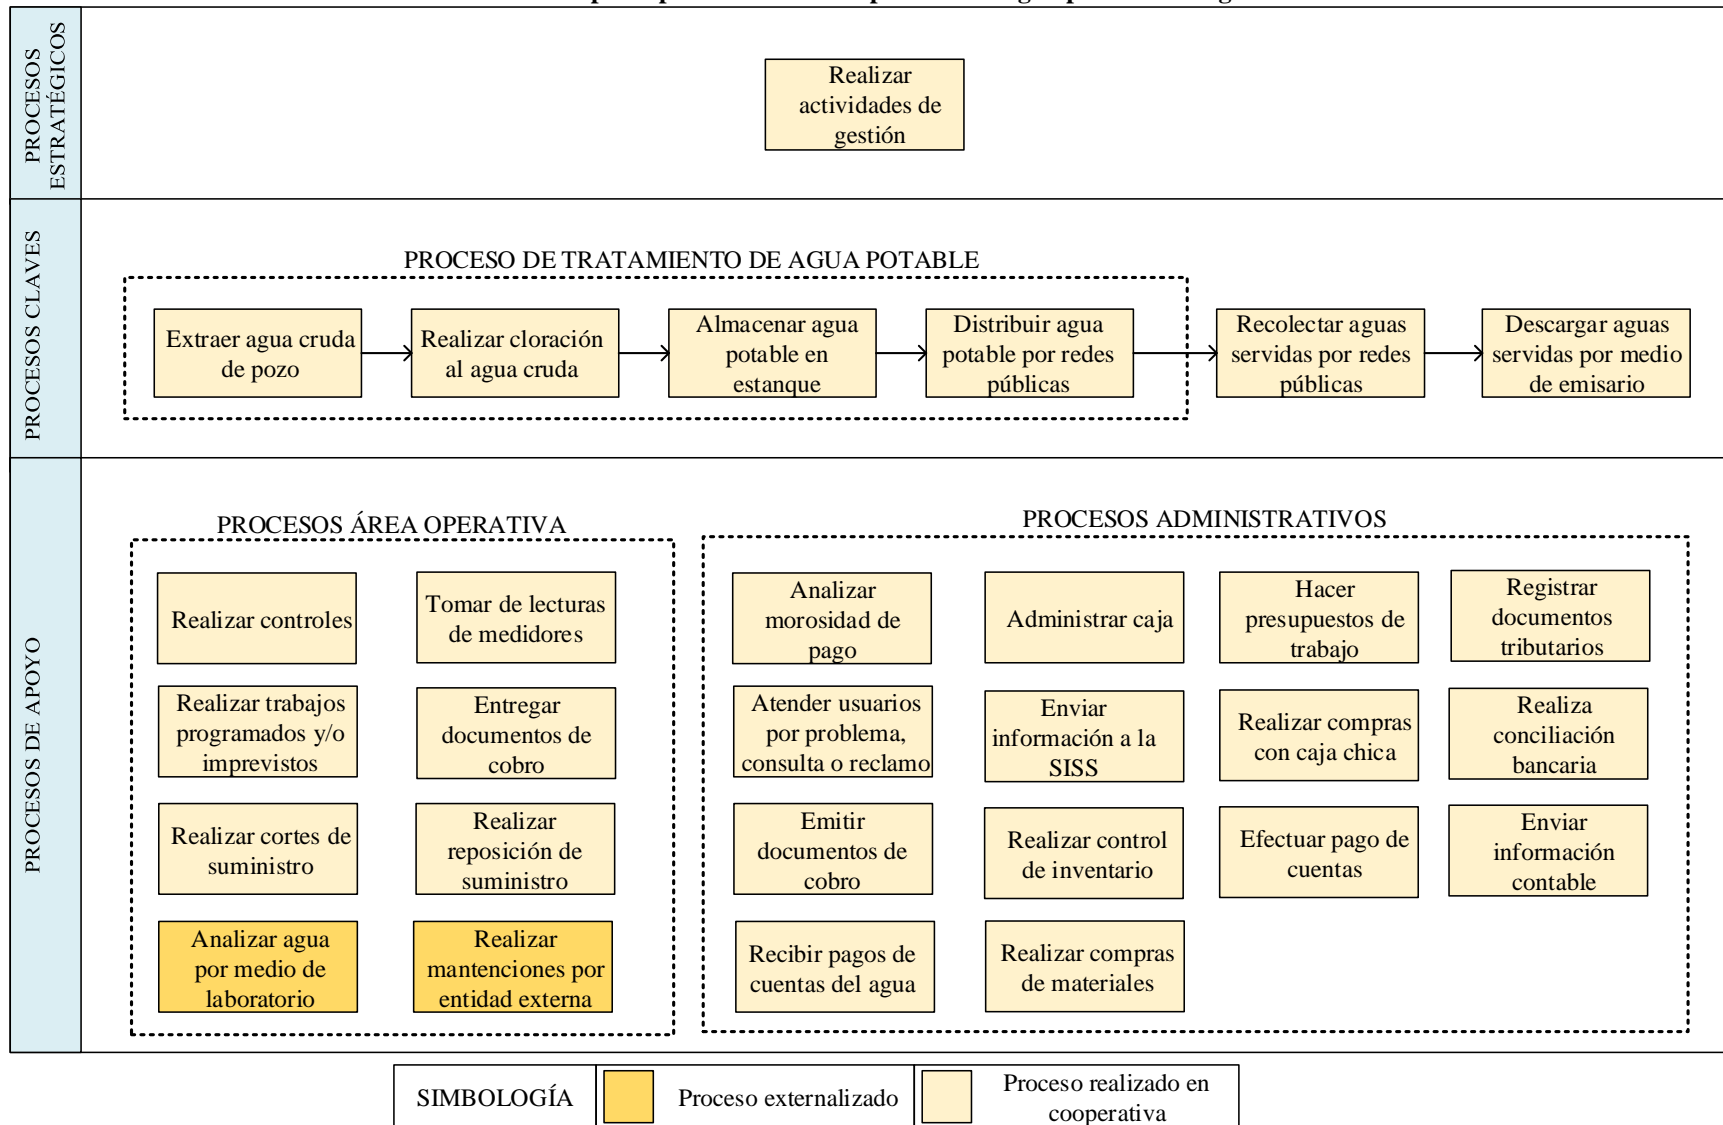 PROCESOS
ESTRATÉGICOS
Realizar
actividades de
gestión
PROCESOS CLAVES
PROCESO DE TRATAMIENTO DE AGUA POTABLE
Extraer agua cruda
de pozo
Realizar cloración
al agua cruda
Almacenar agua
potable en
estanque
Distribuir agua
potable por redes
públicas
Recolectar aguas
servidas por redes
públicas
Descargar aguas
servidas por medio
de emisario
PROCESOS DE APOYO
PROCESOS ÁREA OPERATIVA
Realizar controles
Tomar de lecturas
de medidores
Realizar trabajos
programados y/o
imprevistos
Entregar
documentos de
cobro
Realizar cortes de
suministro
Realizar
reposición de
suministro
Analizar agua
por medio de
laboratorio
Realizar
mantenciones por
entidad externa
PROCESOS ADMINISTRATIVOS
Analizar
morosidad de
pago
Administrar caja
Hacer
presupuestos de
trabajo
Registrar
documentos
tributarios
Atender usuarios
por problema,
consulta o reclamo
Enviar
información a la
SISS
Realizar compras
con caja chica
Realiza
conciliación
bancaria
Emitir
documentos de
cobro
Realizar control
de inventario
Efectuar pago de
cuentas
Enviar
información
contable
Recibir pagos de
cuentas del agua
Realizar compras
de materiales
SIMBOLOGÍA
Proceso externalizado
Proceso realizado en
cooperativa